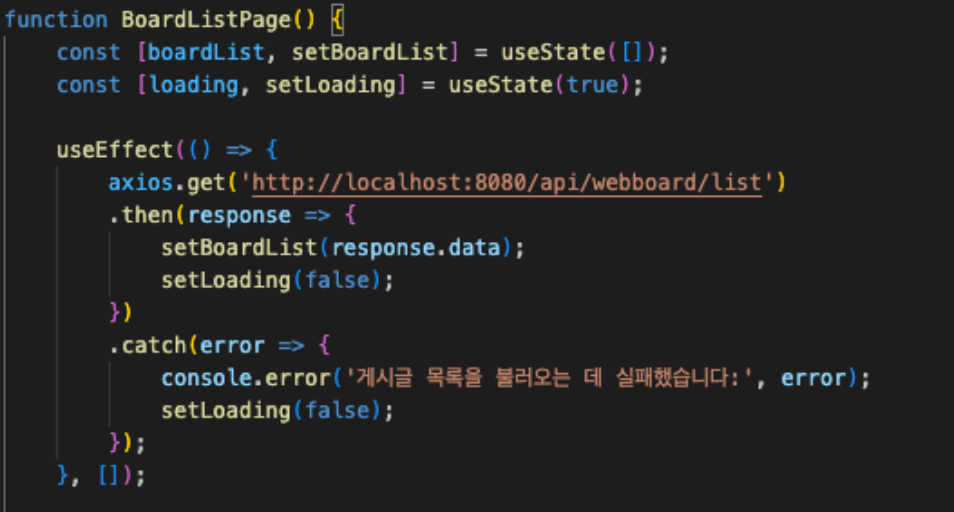 function BoardListPage() {
const [boardList, setBoardList] = useState([]);
const [loading, setLoading] = useState(true);
useEffect(() => {
axios.get('http://localhost:8080/api/webboard/list')
.then(response => {
setBoardList(response.data);
setLoading(false);
})
.catch(error => {
console.error('게시글 목록을 불러오는 데 실패했습니다:', error);
setLoading(false);
});
}, []);